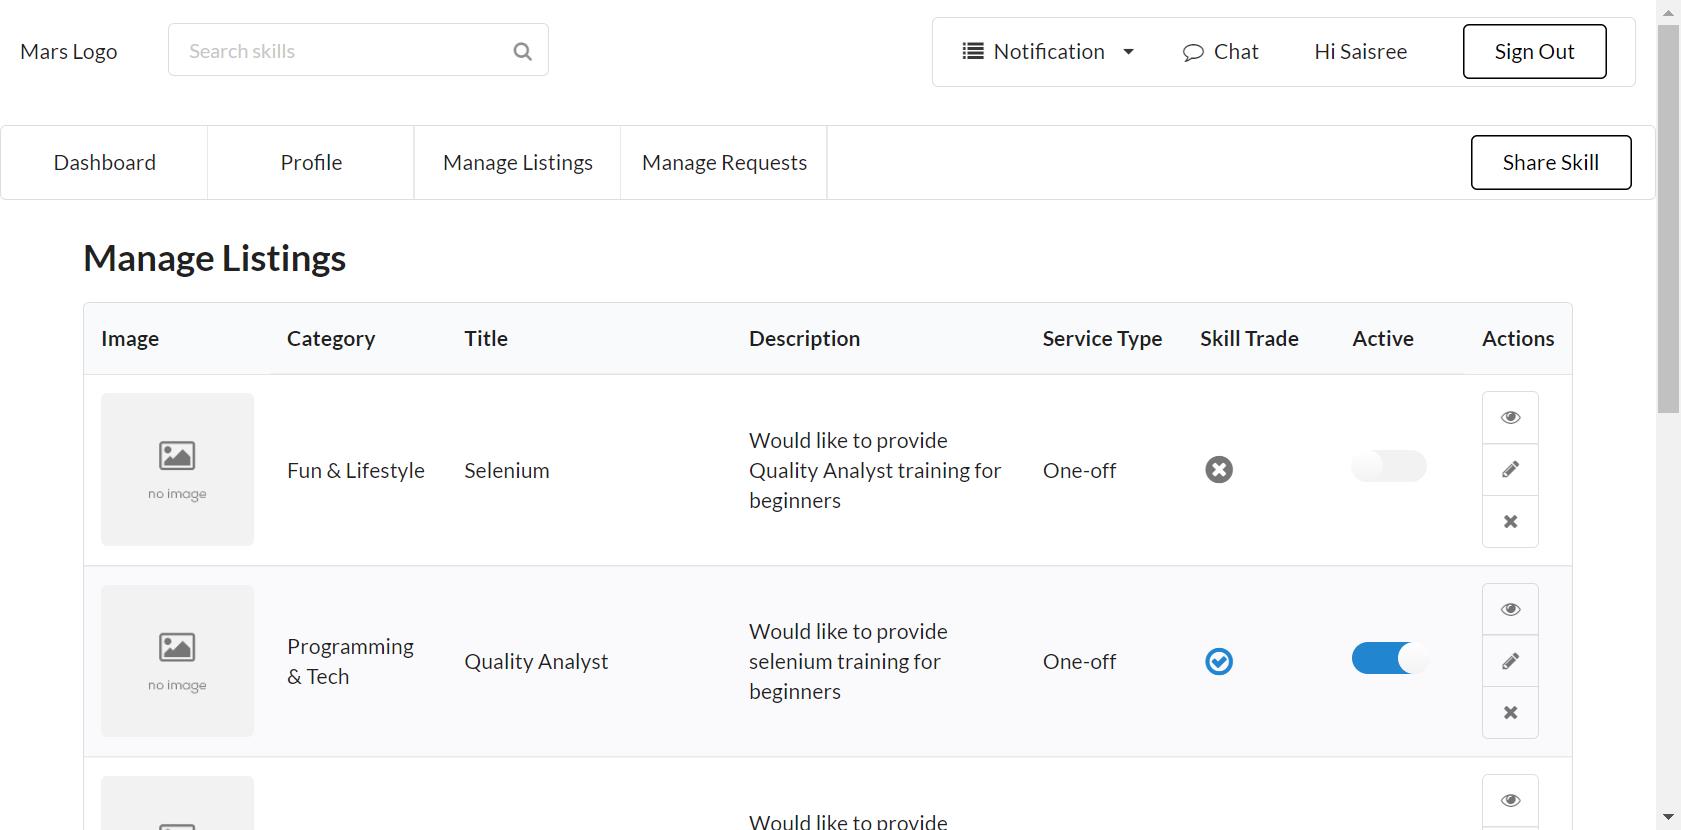 Mars Logo
Search skills
Notification
Chat
Hi Saisree
Sign Out
Dashboard
Profile
Manage Listings
Manage Requests
Share Skill
Manage Listings
Image
Category
Title
Description
Service Type
Skill Trade
Active
Actions
no image
Fun & Lifestyle
Selenium
Would like to provide
Quality Analyst training for
beginners
One-off
no image
Programming
& Tech
Quality Analyst
Would like to provide
selenium training for
beginners
One-off
Would like to provide